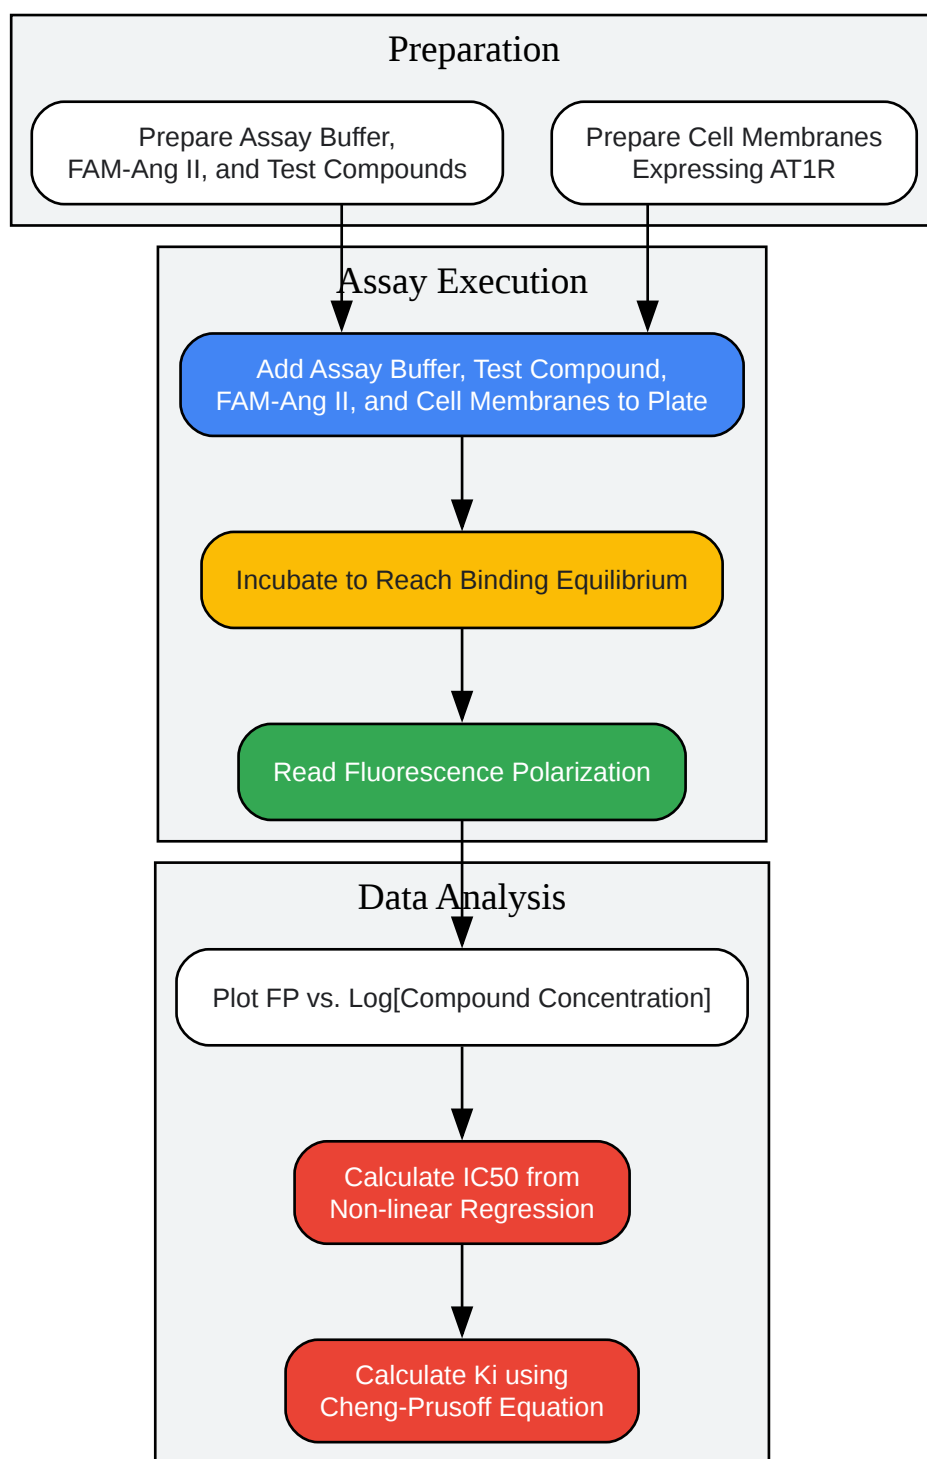 Preparation
Prepare Assay Buffer,
FAM-Ang II, and Test Compounds
Prepare Cell Membranes
Expressing AT1R
Assay Execution
Add Assay Buffer, Test Compound,
FAM-Ang II, and Cell Membranes to Plate
Incubate to Reach Binding Equilibrium
Read Fluorescence Polarization
Data Analysis
Plot FP vs. Log[Compound Concentration]
Calculate IC50 from
Non-linear Regression
Calculate Ki using
Cheng-Prusoff Equation